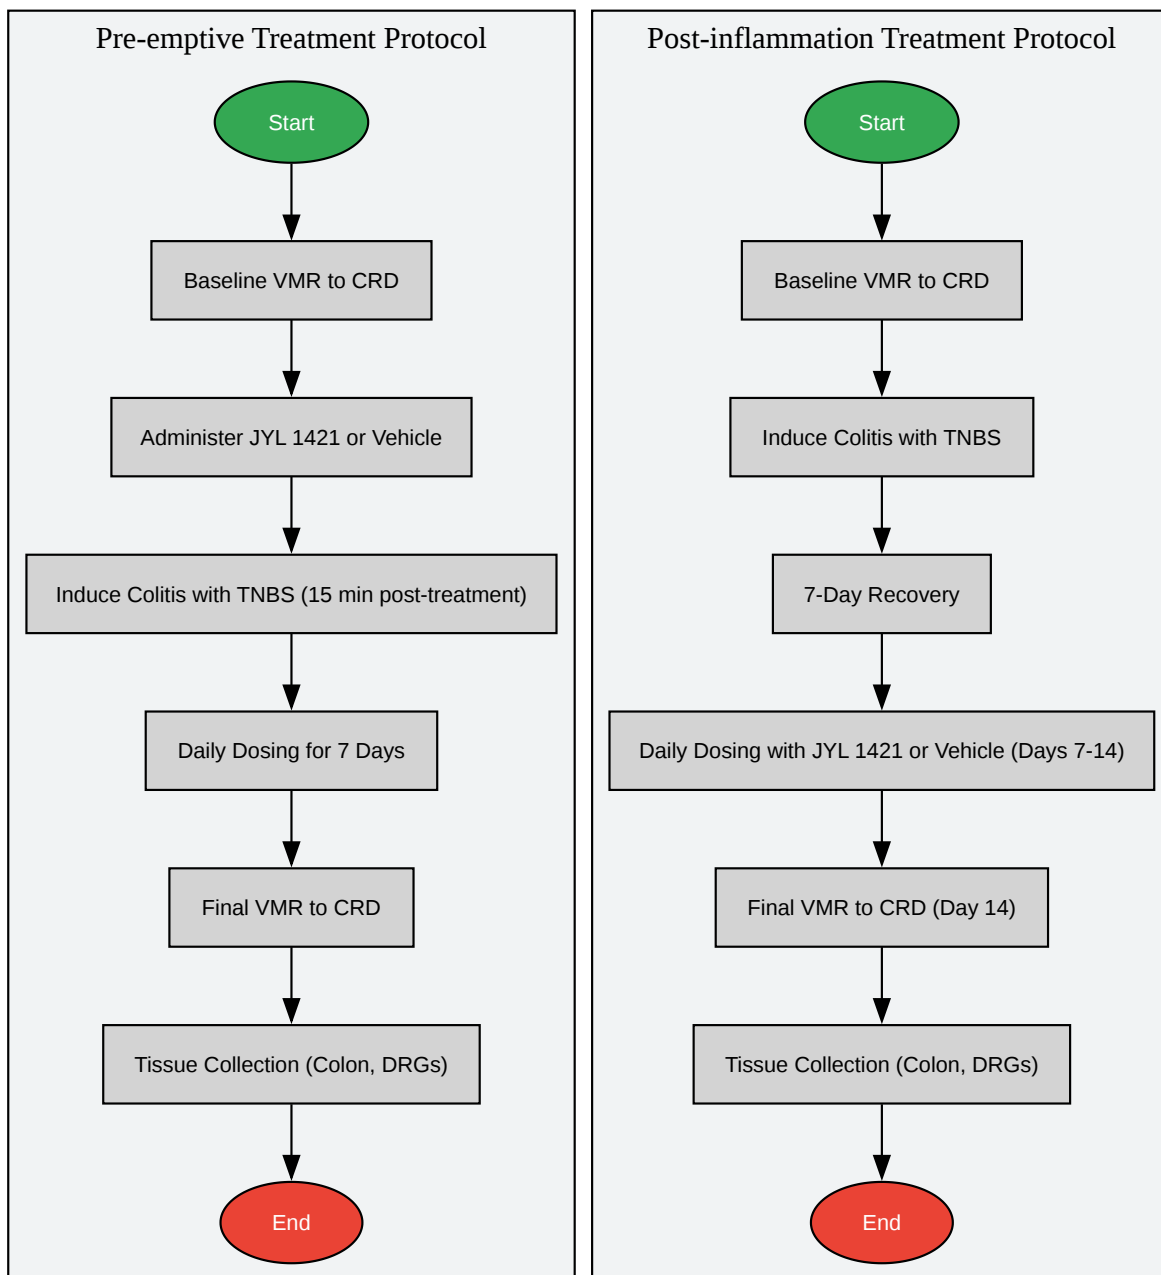 Pre-emptive Treatment Protocol
Start
Baseline VMR to CRD
Administer JYL 1421 or Vehicle
Induce Colitis with TNBS (15 min post-treatment)
Daily Dosing for 7 Days
Final VMR to CRD
Tissue Collection (Colon, DRGs)
End
Post-inflammation Treatment Protocol
Start
Baseline VMR to CRD
Induce Colitis with TNBS
7-Day Recovery
Daily Dosing with JYL 1421 or Vehicle (Days 7-14)
Final VMR to CRD (Day 14)
Tissue Collection (Colon, DRGs)
End